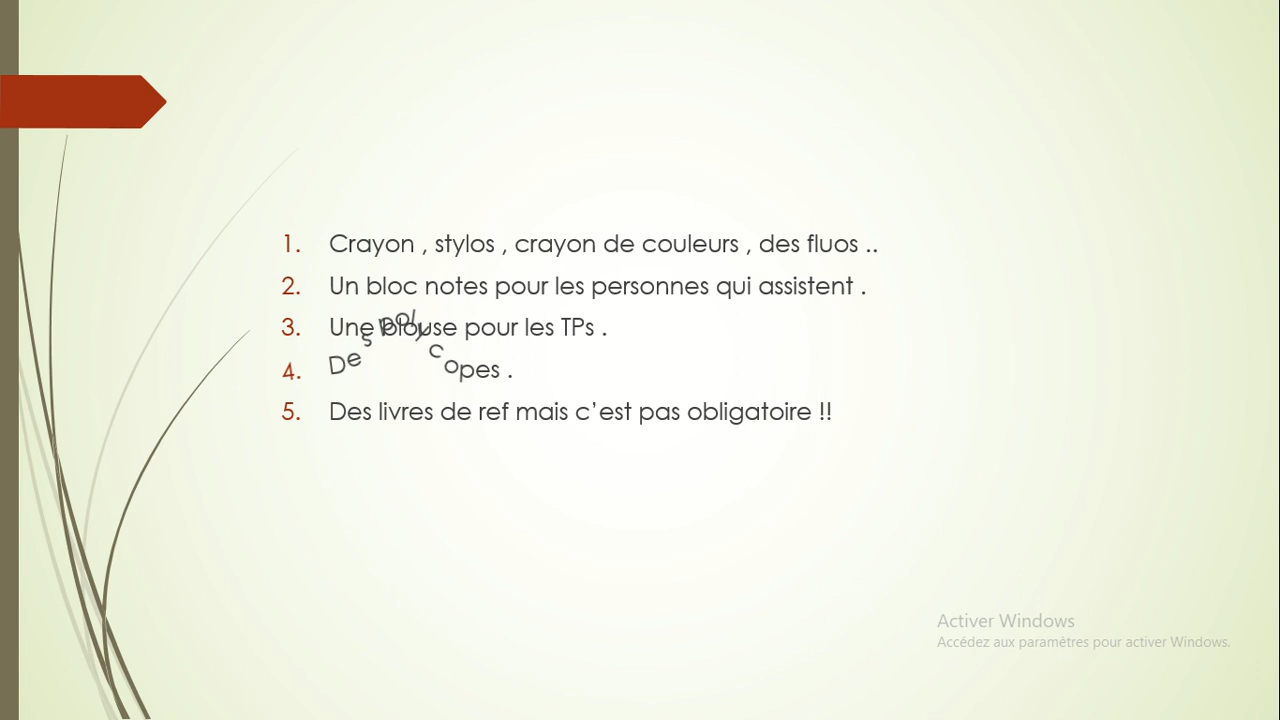 1. Crayon , stylos , crayon de couleurs , des fluos ..
2. Un bloc notes pour les personnes qui assistent .
3. Une blouse pour les TPs .
4. Des polycopes .
5. Des livres de ref mais c’est pas obligatoire !!
Activer Windows
Accédez aux paramètres pour activer Windows.